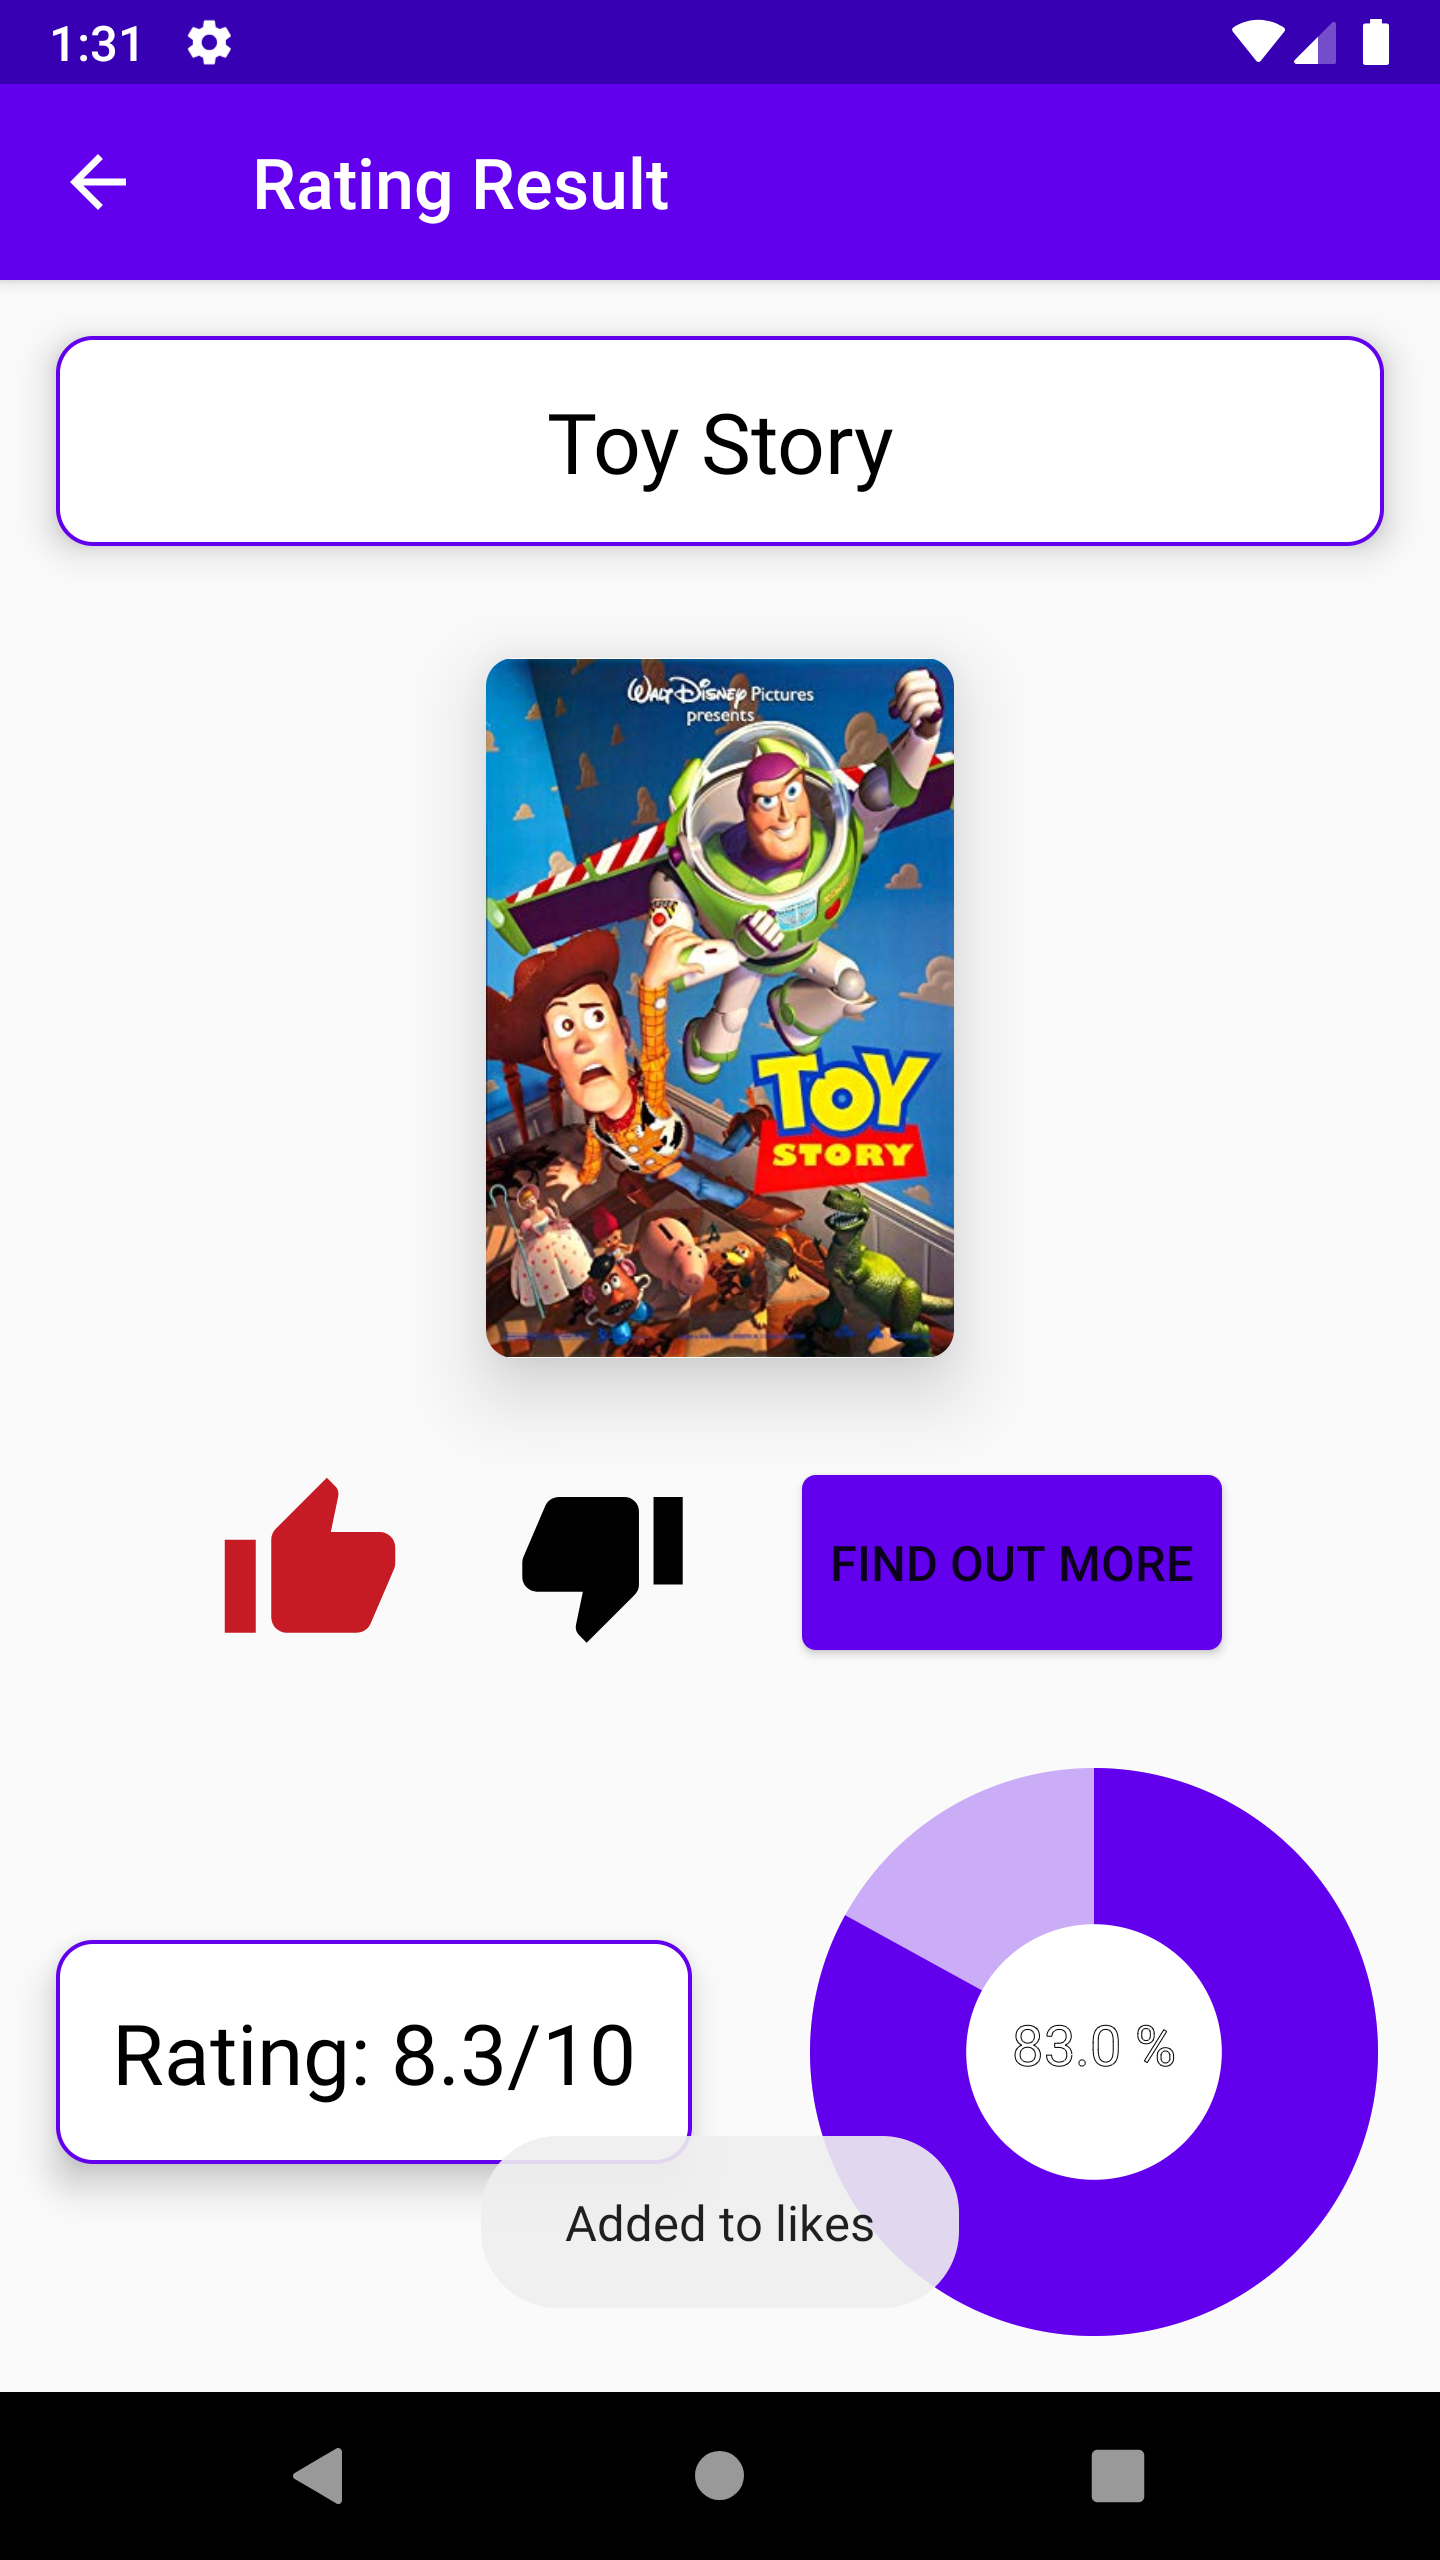 1:31
Rating Result
Toy Story
Walt Disney Pictures
presents
TOY
STORY
FIND OUT MORE
83.0 %
Rating: 8.3/10
Added to likes